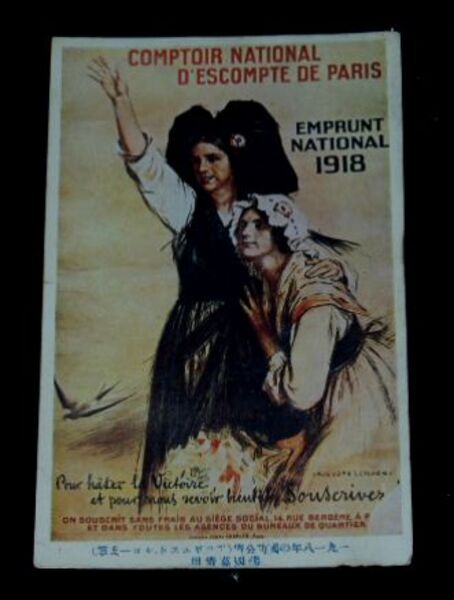 COMPTOIR NATIONAL
D'ESCOMPTE DE PARIS
EMPRUNT
NATIONAL
1918
Pour hâter la Victoire,
et pour nous revoir bientôt, Souscrivez
ON SOUSCRIT SANS FRAIS AU SIÈGE SOCIAL, 14, RUE BERGÈRE, À P
ET DANS TOUTES LES AGENCES DU BUREAUX DE QUARTIER